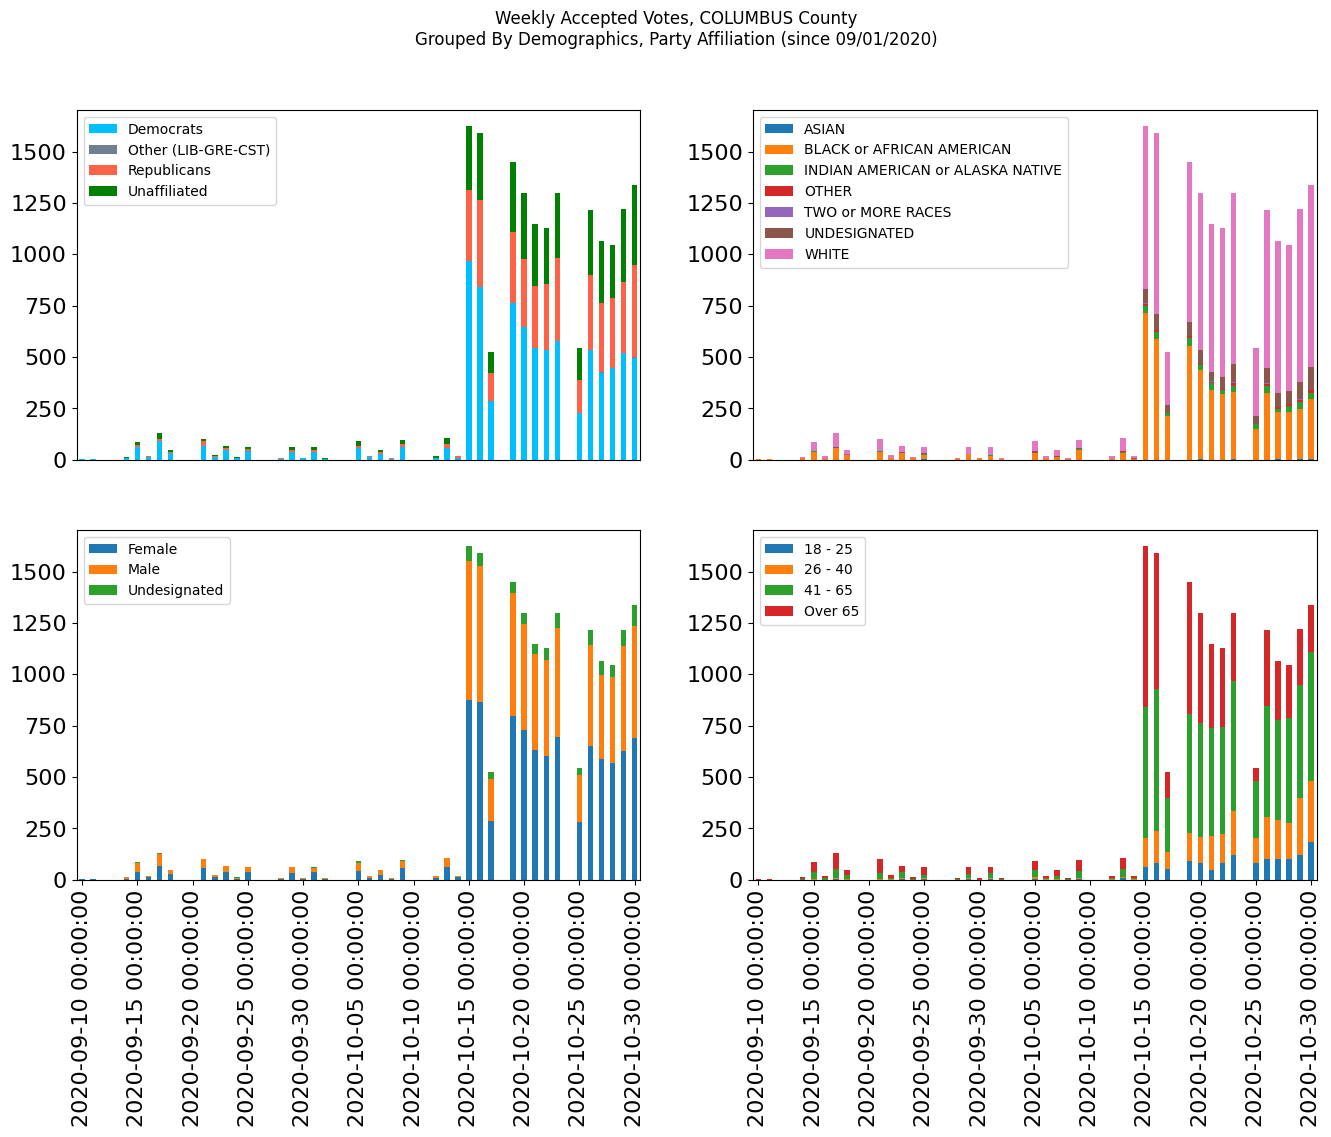 Weekly Accepted Votes, COLUMBUS County
Grouped By Demographics, Party Affiliation (since 09/01/2020)
1500
1250
1000
750
500
250
0
Democrats
Other (LIB-GRE-CST)
Republicans
Unaffiliated
1500
1250
1000
750
500
250
0
ASIAN
BLACK or AFRICAN AMERICAN
INDIAN AMERICAN or ALASKA NATIVE
OTHER
TWO or MORE RACES
UNDESIGNATED
WHITE
1500
1250
1000
750
500
250
0
Female
Male
Undesignated
2020-09-10 00:00:00
2020-09-15 00:00:00
2020-09-20 00:00:00
2020-09-25 00:00:00
2020-09-30 00:00:00
2020-10-05 00:00:00
2020-10-10 00:00:00
2020-10-15 00:00:00
2020-10-20 00:00:00
2020-10-25 00:00:00
2020-10-30 00:00:00
1500
1250
1000
750
500
250
0
18 - 25
26 - 40
41 - 65
Over 65
2020-09-10 00:00:00
2020-09-15 00:00:00
2020-09-20 00:00:00
2020-09-25 00:00:00
2020-09-30 00:00:00
2020-10-05 00:00:00
2020-10-10 00:00:00
2020-10-15 00:00:00
2020-10-20 00:00:00
2020-10-25 00:00:00
2020-10-30 00:00:00